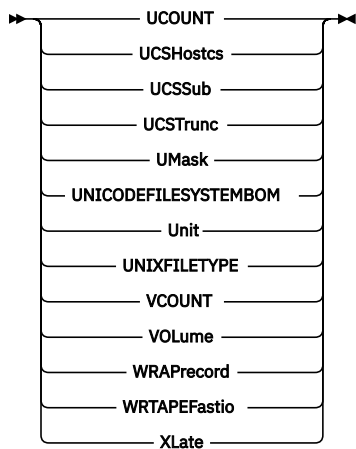 UCOUNT
UCSHostcs
UCSSub
UCSTrunc
UMask
UNICODEFILESYSTEMBOM
Unit
UNIXFILETYPE
VCOUNT
VOLume
WRAPrecord
WRTAPEFastio
XLate